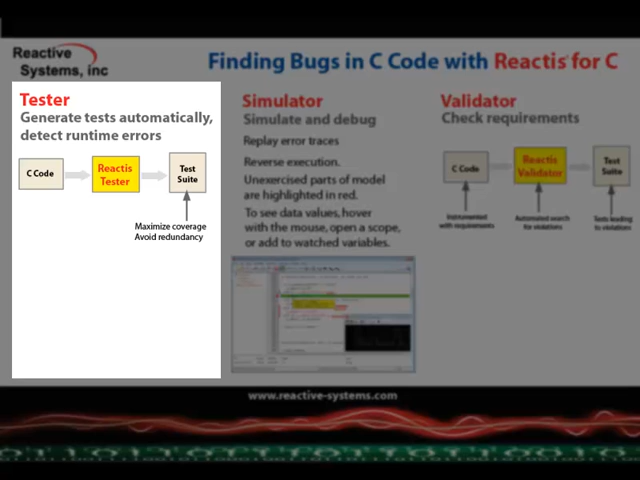 Reactive
Systems, inc
Finding Bugs in C Code with Reactis for C
Tester
Generate tests automatically,
detect runtime errors
C Code
Reactis
Tester
Test
Suite
Maximize coverage
Avoid redundancy
Simulator
Simulate and debug
Replay error traces
Reverse execution.
Unexercised parts of model
are highlighted in red.
To see data values, hover
with the mouse, open a scope,
or add to watched variables.
Validator
Check requirements
C Code
Reactis
Validator
Test
Suite
Instrumented
with requirements
Automated search
for violations
Tests leading
to violations
www.reactive-systems.com